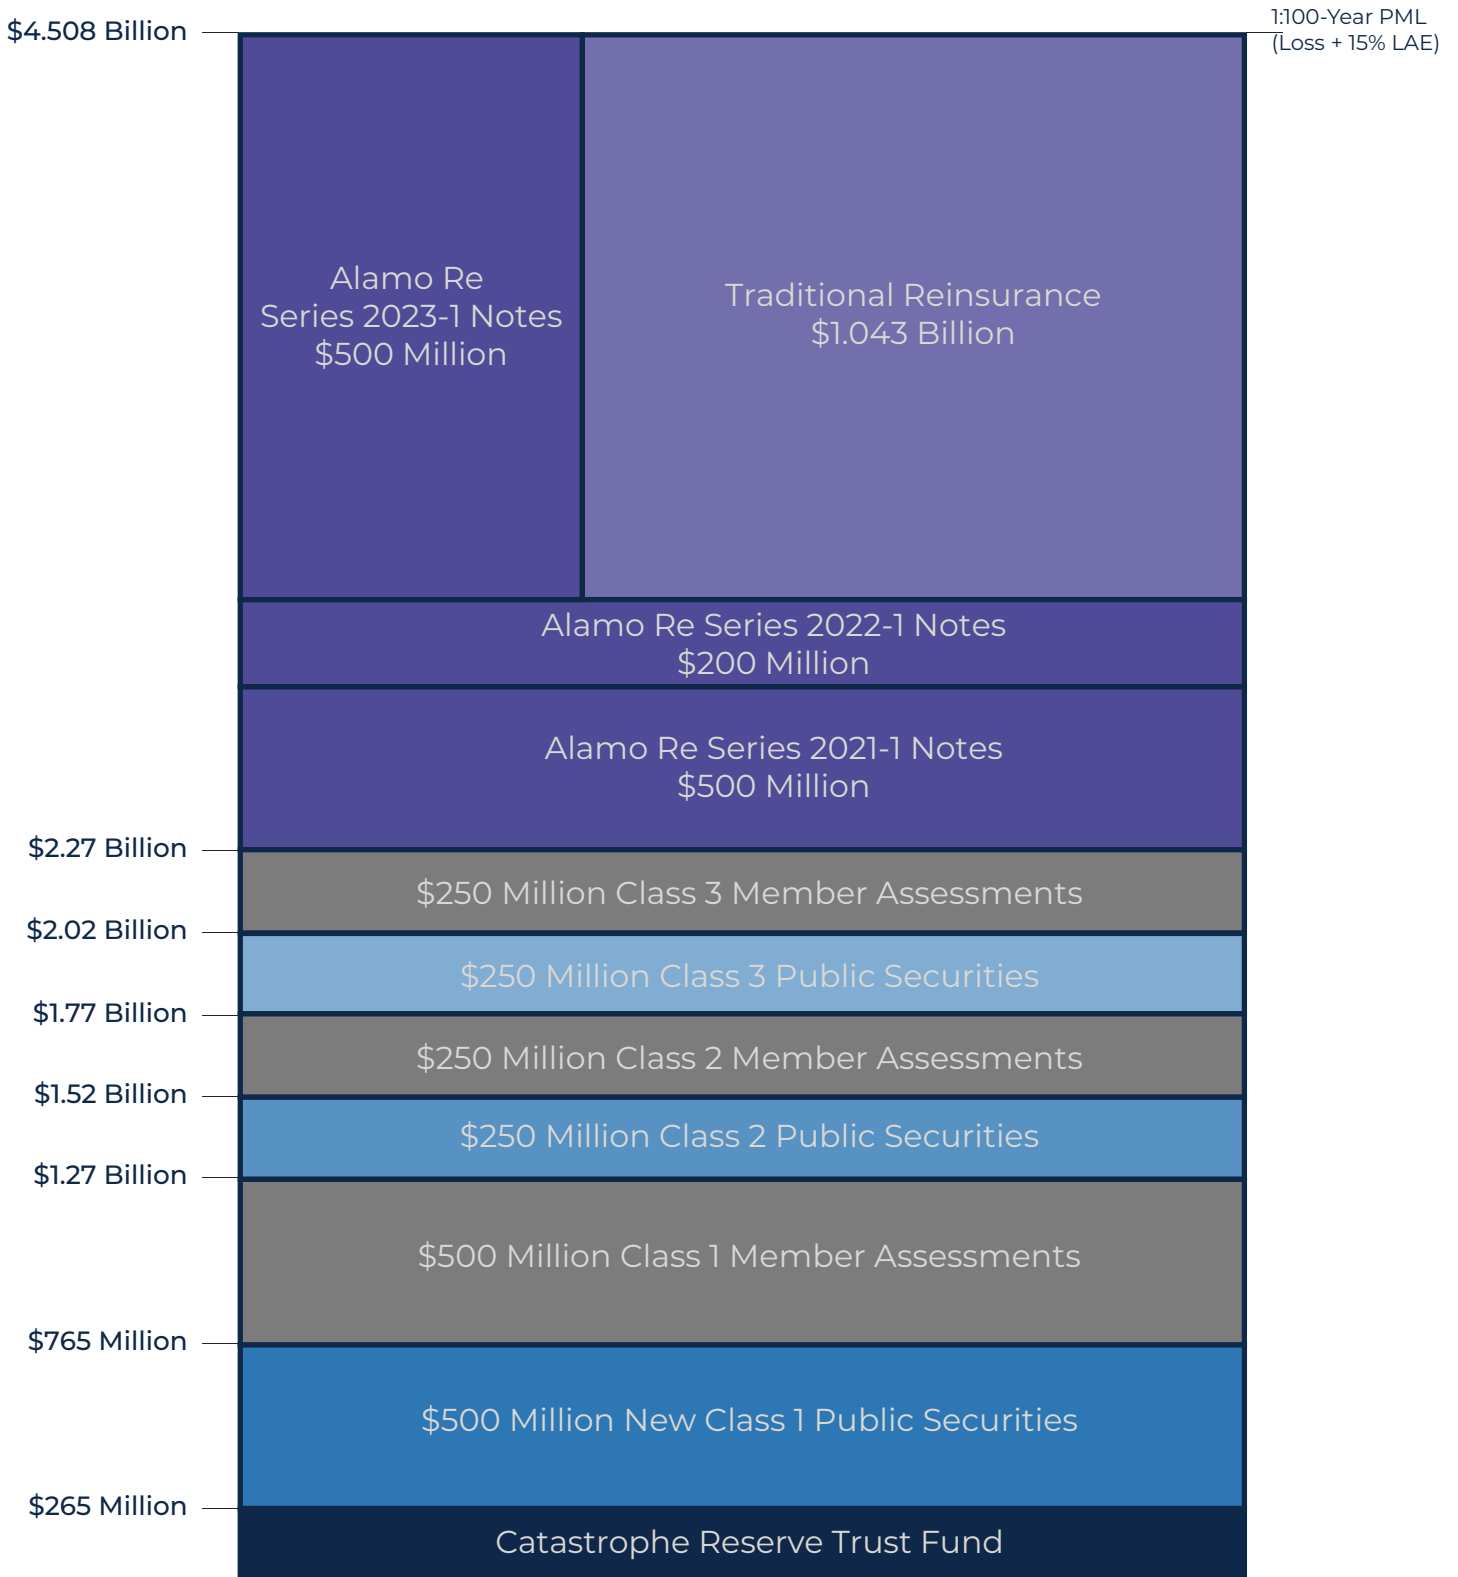 $4.508 Billion
1:100-Year PML
(Loss + 15% LAE)
Alamo Re
Series 2023-1 Notes
$500 Million
Traditional Reinsurance
$1.043 Billion
Alamo Re Series 2022-1 Notes
$200 Million
Alamo Re Series 2021-1 Notes
$500 Million
$2.27 Billion
$250 Million Class 3 Member Assessments
$2.02 Billion
$250 Million Class 3 Public Securities
$1.77 Billion
$250 Million Class 2 Member Assessments
$1.52 Billion
$250 Million Class 2 Public Securities
$1.27 Billion
$500 Million Class 1 Member Assessments
$765 Million
$500 Million New Class 1 Public Securities
$265 Million
Catastrophe Reserve Trust Fund